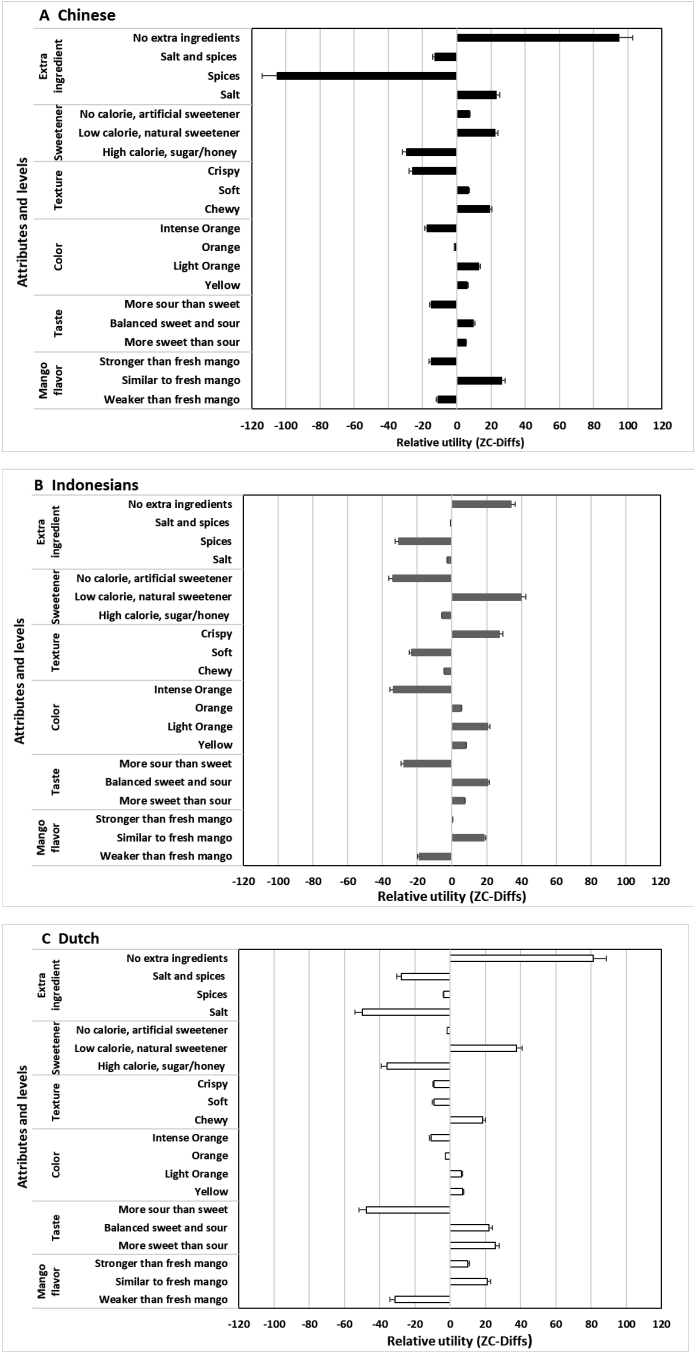 A Chinese
Attributes and levels
Extra
ingredient
No extra ingredients
Salt and spices
Spices
Salt
Sweetener
No calorie, artificial sweetener
Low calorie, natural sweetener
High calorie, sugar/honey
Texture
Crispy
Soft
Chewy
Color
Intense Orange
Orange
Light Orange
Yellow
Taste
More sour than sweet
Balanced sweet and sour
More sweet than sour
Mango
flavor
Stronger than fresh mango
Similar to fresh mango
Weaker than fresh mango
-120 -100 -80 -60 -40 -20 0 20 40 60 80 100 120
Relative utility (ZC-Diffs)
B Indonesians
Attributes and levels
Extra
ingredient
No extra ingredients
Salt and spices
Spices
Salt
Sweetener
No calorie, artificial sweetener
Low calorie, natural sweetener
High calorie, sugar/honey
Texture
Crispy
Soft
Chewy
Color
Intense Orange
Orange
Light Orange
Yellow
Taste
More sour than sweet
Balanced sweet and sour
More sweet than sour
Mango
flavor
Stronger than fresh mango
Similar to fresh mango
Weaker than fresh mango
-120 -100 -80 -60 -40 -20 0 20 40 60 80 100 120
Relative utility (ZC-Diffs)
C Dutch
Attributes and levels
Extra
ingredient
No extra ingredients
Salt and spices
Spices
Salt
Sweetener
No calorie, artificial sweetener
Low calorie, natural sweetener
High calorie, sugar/honey
Texture
Crispy
Soft
Chewy
Color
Intense Orange
Orange
Light Orange
Yellow
Taste
More sour than sweet
Balanced sweet and sour
More sweet than sour
Mango
flavor
Stronger than fresh mango
Similar to fresh mango
Weaker than fresh mango
-120 -100 -80 -60 -40 -20 0 20 40 60 80 100 120
Relative utility (ZC-Diffs)